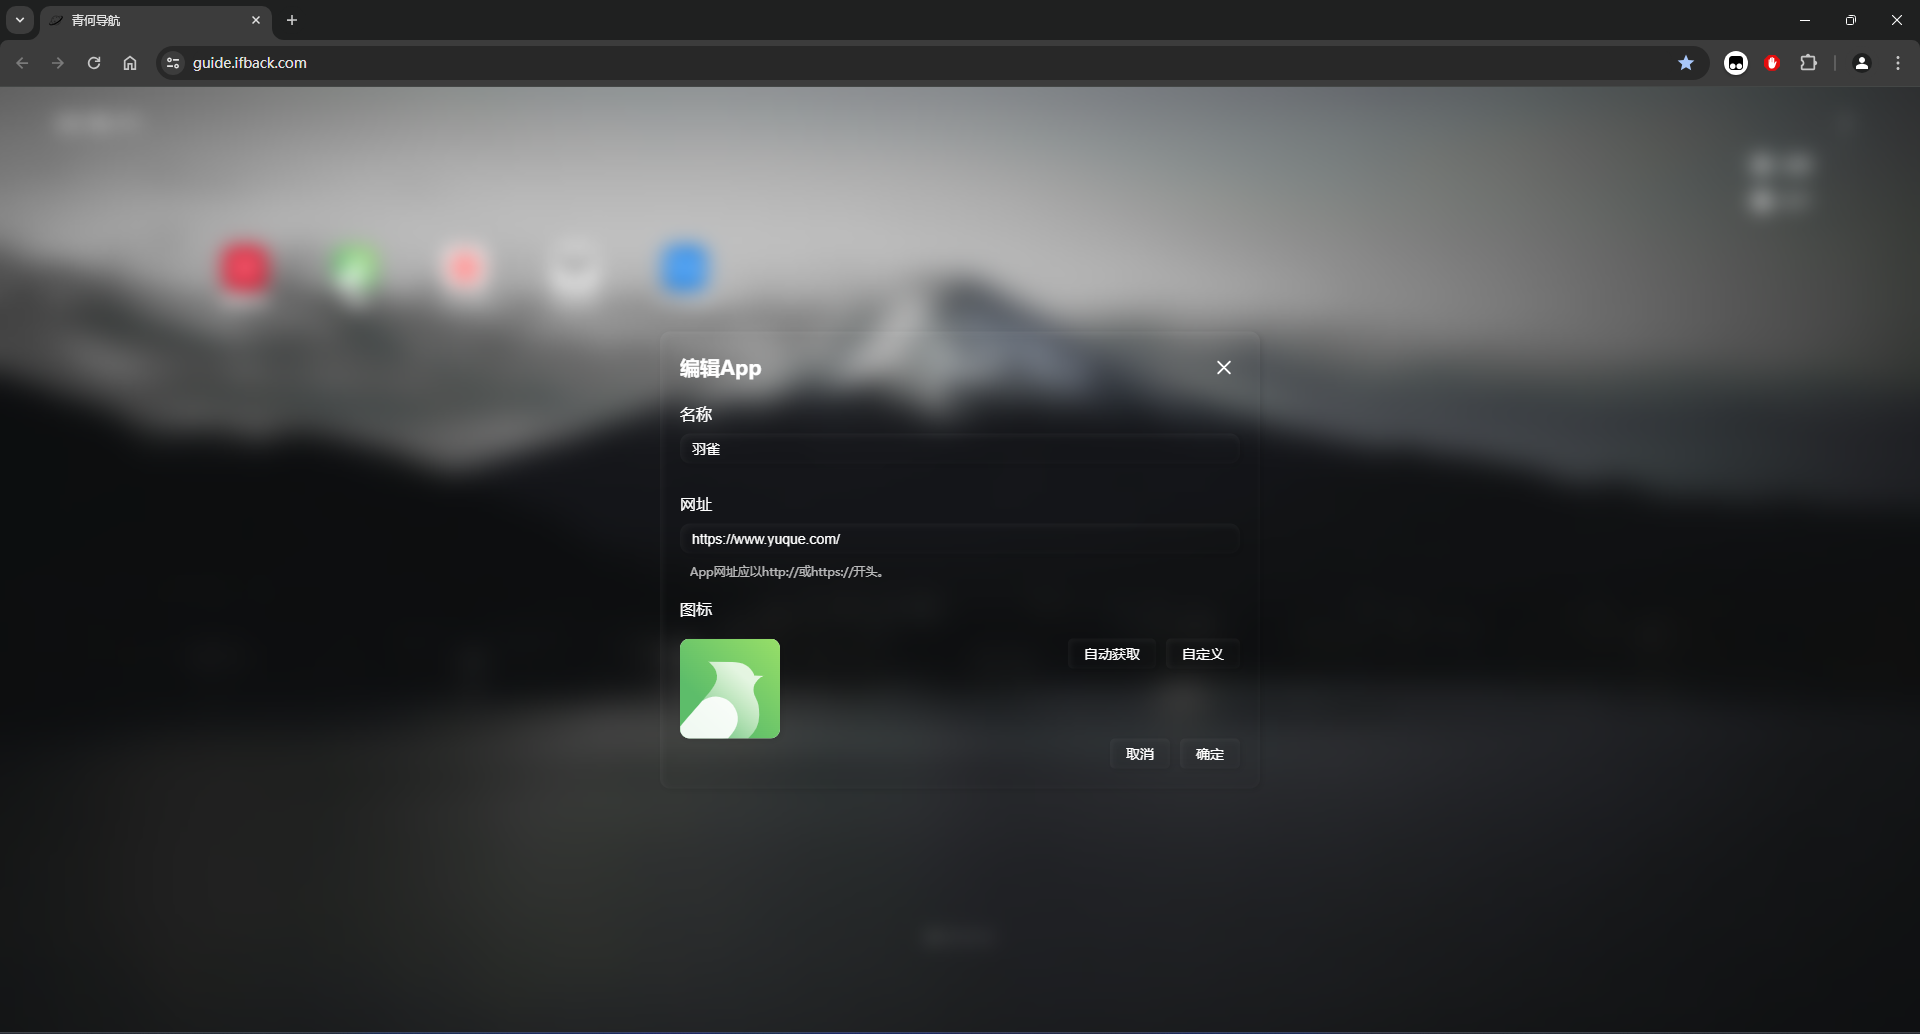 青何导航
guide.ifback.com
编辑App
名称
羽雀
网址
https://www.yuque.com/
App网址应以http://或https://开头。
图标
自动获取 自定义
取消 确定